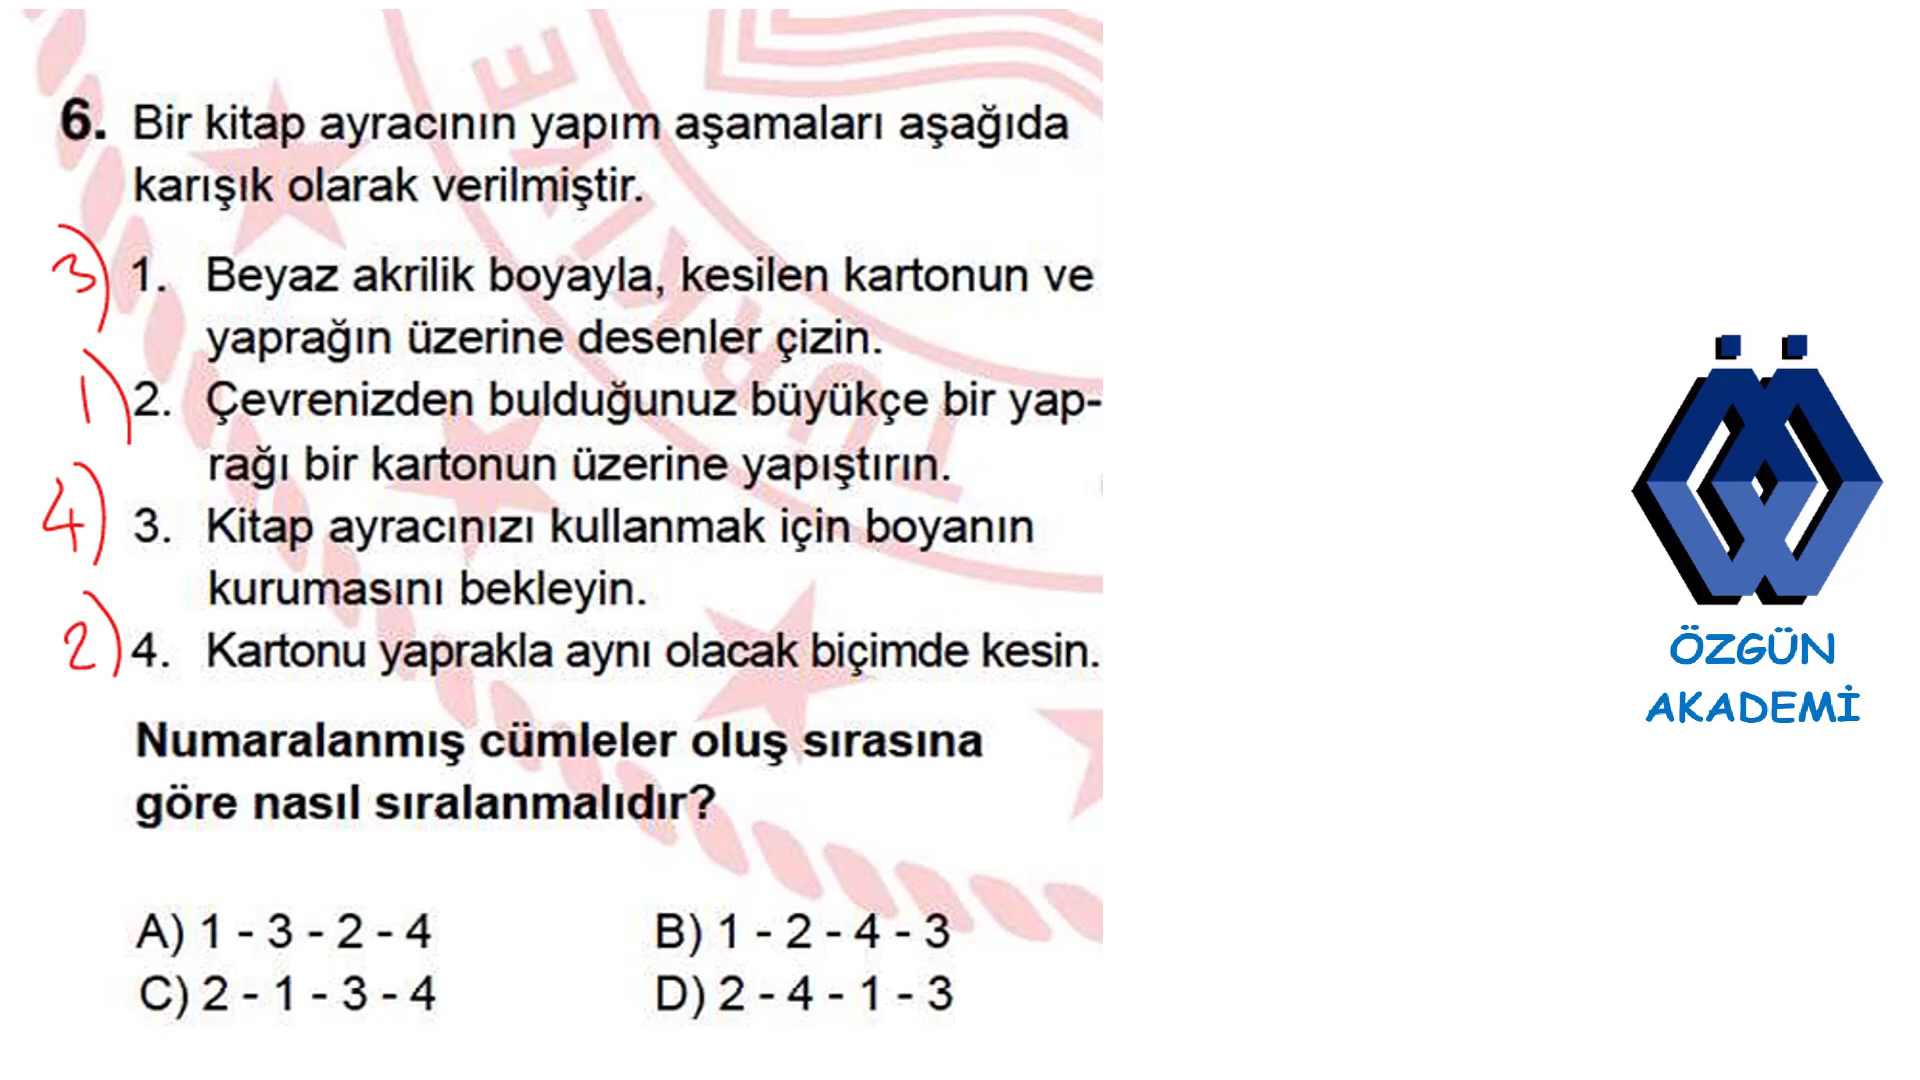 6. Bir kitap ayracının yapım aşamaları aşağıda
karışık olarak verilmiştir.
3) 1. Beyaz akrilik boyayla, kesilen kartonun ve
yaprağın üzerine desenler çizin.
1) 2. Çevrenizden bulduğunuz büyükçe bir yap-
rağı bir kartonun üzerine yapıştırın.
4) 3. Kitap ayracınızı kullanmak için boyanın
kurumasını bekleyin.
2) 4. Kartonu yaprakla aynı olacak biçimde kesin.
Numaralanmış cümleler oluş sırasına
göre nasıl sıralanmalıdır?
A) 1 - 3 - 2 - 4 B) 1 - 2 - 4 - 3
C) 2 - 1 - 3 - 4 D) 2 - 4 - 1 - 3
ÖZGÜN
AKADEMİ